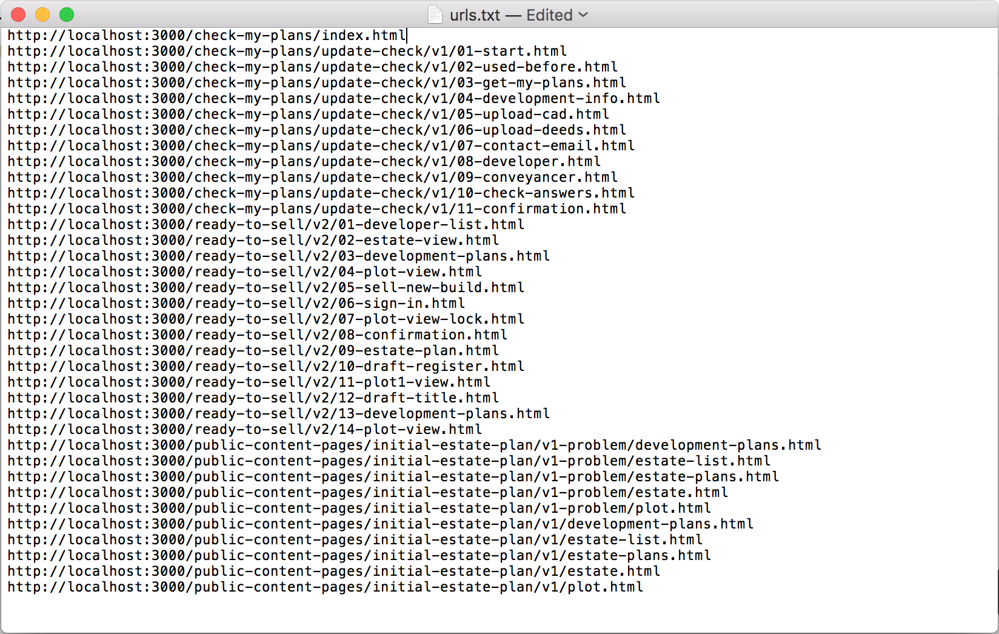 urls.txt — Edited
http://localhost:3000/check-my-plans/index.html
http://localhost:3000/check-my-plans/update-check/v1/01-start.html
http://localhost:3000/check-my-plans/update-check/v1/02-used-before.html
http://localhost:3000/check-my-plans/update-check/v1/03-get-my-plans.html
http://localhost:3000/check-my-plans/update-check/v1/04-development-info.html
http://localhost:3000/check-my-plans/update-check/v1/05-upload-cad.html
http://localhost:3000/check-my-plans/update-check/v1/06-upload-deeds.html
http://localhost:3000/check-my-plans/update-check/v1/07-contact-email.html
http://localhost:3000/check-my-plans/update-check/v1/08-developer.html
http://localhost:3000/check-my-plans/update-check/v1/09-conveyancer.html
http://localhost:3000/check-my-plans/update-check/v1/10-check-answers.html
http://localhost:3000/check-my-plans/update-check/v1/11-confirmation.html
http://localhost:3000/ready-to-sell/v2/01-developer-list.html
http://localhost:3000/ready-to-sell/v2/02-estate-view.html
http://localhost:3000/ready-to-sell/v2/03-development-plans.html
http://localhost:3000/ready-to-sell/v2/04-plot-view.html
http://localhost:3000/ready-to-sell/v2/05-sell-new-build.html
http://localhost:3000/ready-to-sell/v2/06-sign-in.html
http://localhost:3000/ready-to-sell/v2/07-plot-view-lock.html
http://localhost:3000/ready-to-sell/v2/08-confirmation.html
http://localhost:3000/ready-to-sell/v2/09-estate-plan.html
http://localhost:3000/ready-to-sell/v2/10-draft-register.html
http://localhost:3000/ready-to-sell/v2/11-plot1-view.html
http://localhost:3000/ready-to-sell/v2/12-draft-title.html
http://localhost:3000/ready-to-sell/v2/13-development-plans.html
http://localhost:3000/ready-to-sell/v2/14-plot-view.html
http://localhost:3000/public-content-pages/initial-estate-plan/v1-problem/development-plans.html
http://localhost:3000/public-content-pages/initial-estate-plan/v1-problem/estate-list.html
http://localhost:3000/public-content-pages/initial-estate-plan/v1-problem/estate-plans.html
http://localhost:3000/public-content-pages/initial-estate-plan/v1-problem/estate.html
http://localhost:3000/public-content-pages/initial-estate-plan/v1-problem/plot.html
http://localhost:3000/public-content-pages/initial-estate-plan/v1/development-plans.html
http://localhost:3000/public-content-pages/initial-estate-plan/v1/estate-list.html
http://localhost:3000/public-content-pages/initial-estate-plan/v1/estate-plans.html
http://localhost:3000/public-content-pages/initial-estate-plan/v1/estate.html
http://localhost:3000/public-content-pages/initial-estate-plan/v1/plot.html